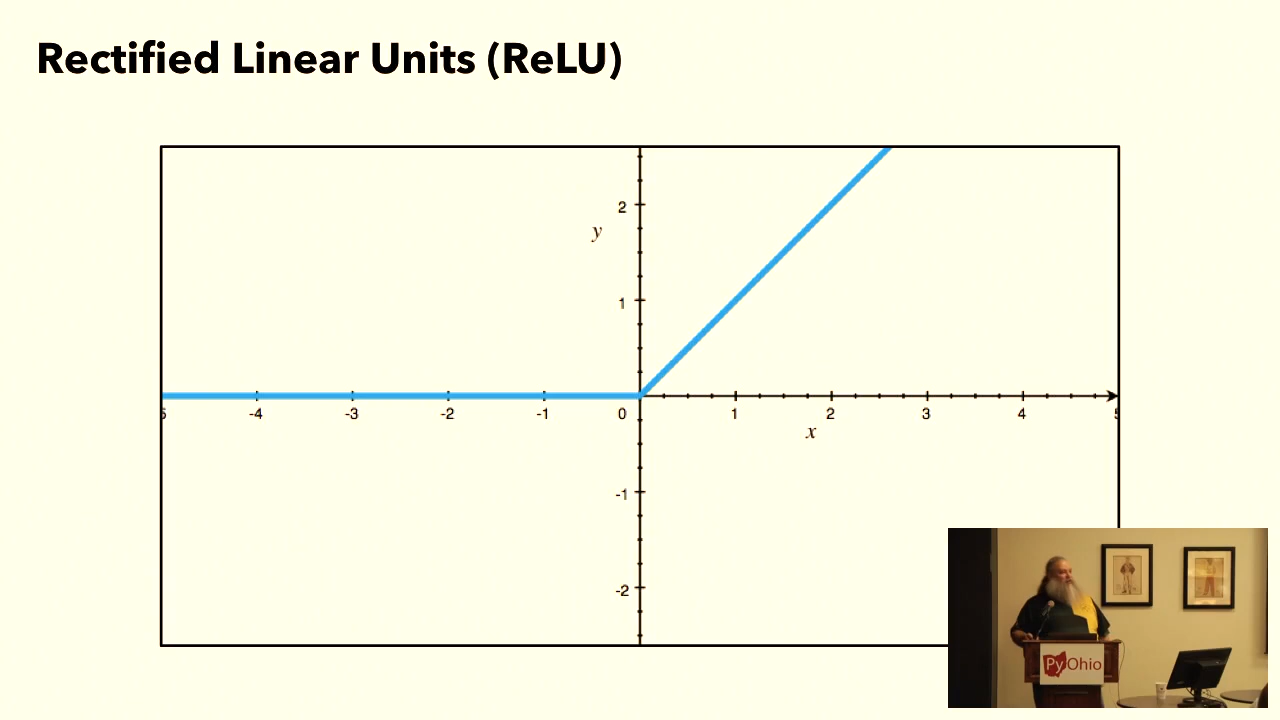 Rectified Linear Units (ReLU)
2
y
1
-4 -3 -2 -1 0 1 2 3 4 5
x
-1
-2
PyOhio